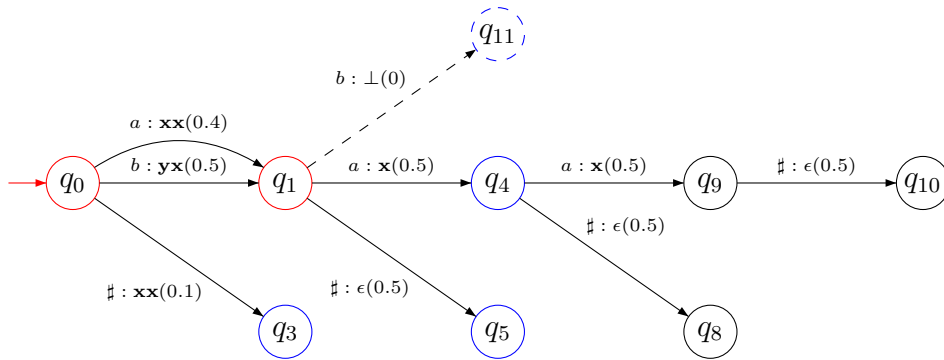 q11
b : ⊥(0)
a : xx(0.4)
b : yx(0.5)
a : x(0.5)
a : x(0.5)
♯ : ϵ(0.5)
q0
q1
q4
q9
q10
♯ : ϵ(0.5)
♯ : xx(0.1)
♯ : ϵ(0.5)
q3
q5
q8